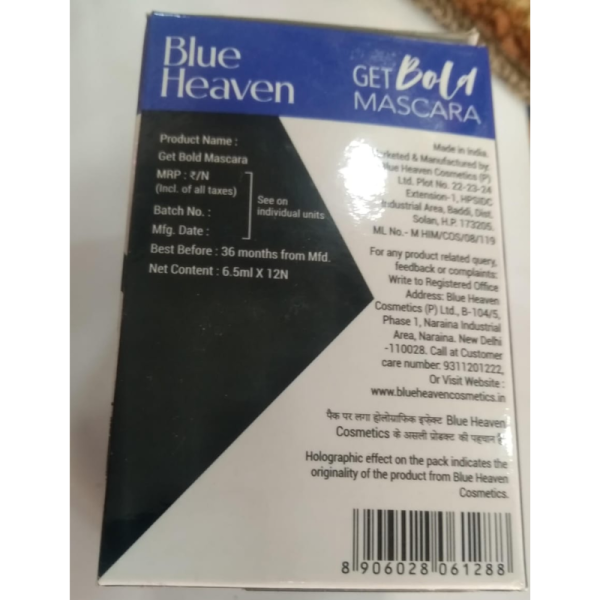 Blue
Heaven
GET Bold
MASCARA
Product Name :
Get Bold Mascara
MRP : ₹/N
(Incl. of all taxes)
Batch No. :
Mfg. Date :
See on
individual units
Best Before : 36 months from Mfd.
Net Content : 6.5ml X 12N
Made in India.
& Manufactured by:
Blue Heaven Cosmetics (P)
Ltd. Plot No. 22-23-24
Extension-1, HPSIDC
Industrial Area, Baddi, Dist.
Solan, H.P. 173205.
ML No.- M HIM/COS/08/119
For any product related query,
feedback or complaints:
Write to Registered Office
Address: Blue Heaven
Cosmetics (P) Ltd., B-104/5,
Phase 1, Naraina Industrial
Area, Naraina. New Delhi
-110028. Call at Customer
care number: 9311201222,
Or Visit Website :
www.blueheavencosmetics.in
पैक पर लगा होलोग्राफिक इफ़ेक्ट Blue Heaven
Cosmetics के असली प्रोडक्ट की पहचान है
Holographic effect on the pack indicates the
originality of the product from Blue Heaven
Cosmetics.
8 906028 061288